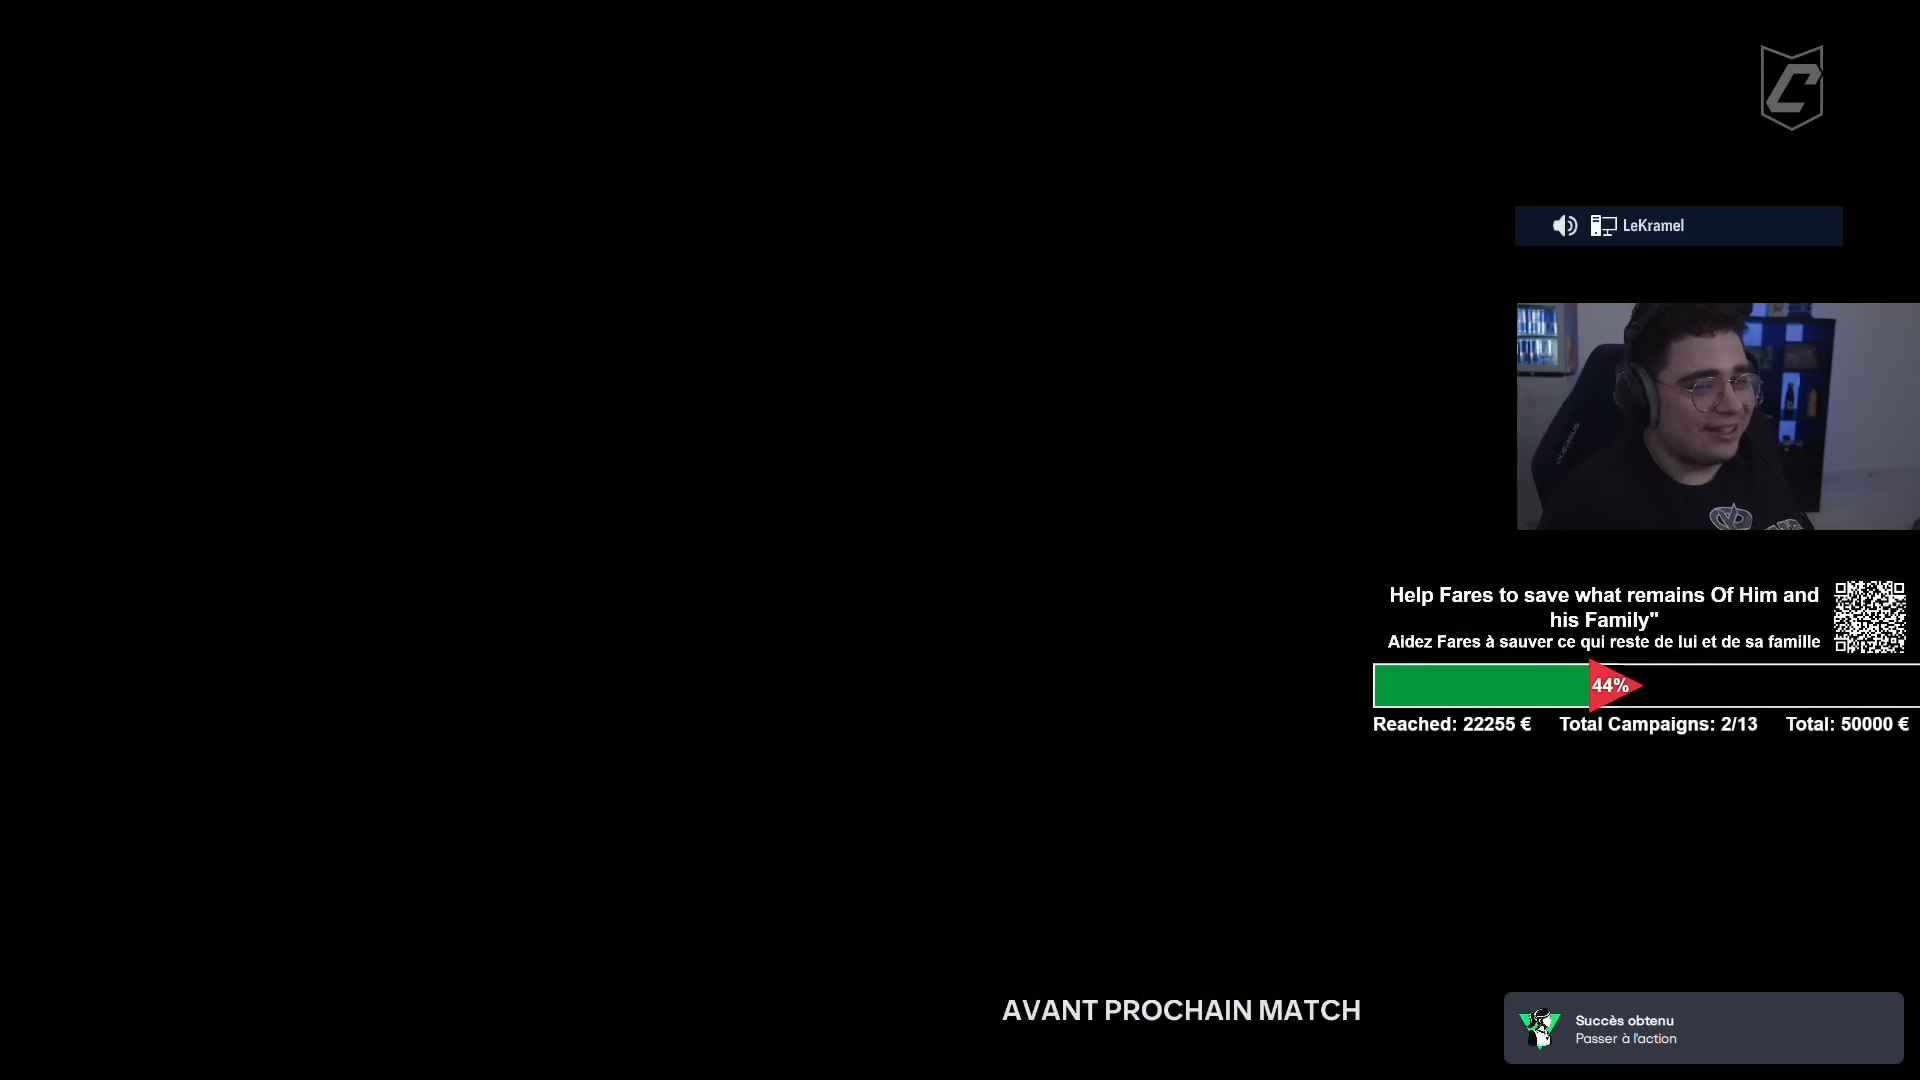 LeKramel
Help Fares to save what remains Of Him and
his Family"
Aidez Fares à sauver ce qui reste de lui et de sa famille
44%
Reached: 22255 € Total Campaigns: 2/13 Total: 50000 €
AVANT PROCHAIN MATCH
Succès obtenu
Passer à l'action